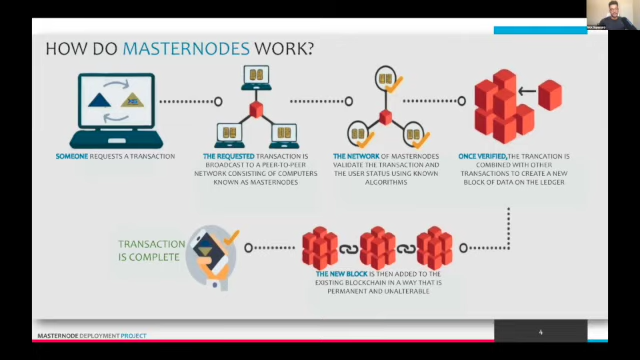 HOW DO MASTERNODES WORK?
SOMEONE REQUESTS A TRANSACTION
THE REQUESTED TRANSACTION IS
BROADCAST TO A PEER-TO-PEER
NETWORK CONSISTING OF COMPUTERS
KNOWN AS MASTERNODES
THE NETWORK OF MASTERNODES
VALIDATE THE TRANSACTION AND
THE USER STATUS USING KNOWN
ALGORITHMS
ONCE VERIFIED, THE TRANCATION IS
COMBINED WITH OTHER
TRANSACTIONS TO CREATE A NEW
BLOCK OF DATA ON THE LEDGER
TRANSACTION
IS COMPLETE
THE NEW BLOCK IS THEN ADDED TO THE
EXISTING BLOCKCHAIN IN A WAY THAT IS
PERMANENT AND UNALTERABLE
MASTERNODE DEPLOYMENT PROJECT
4